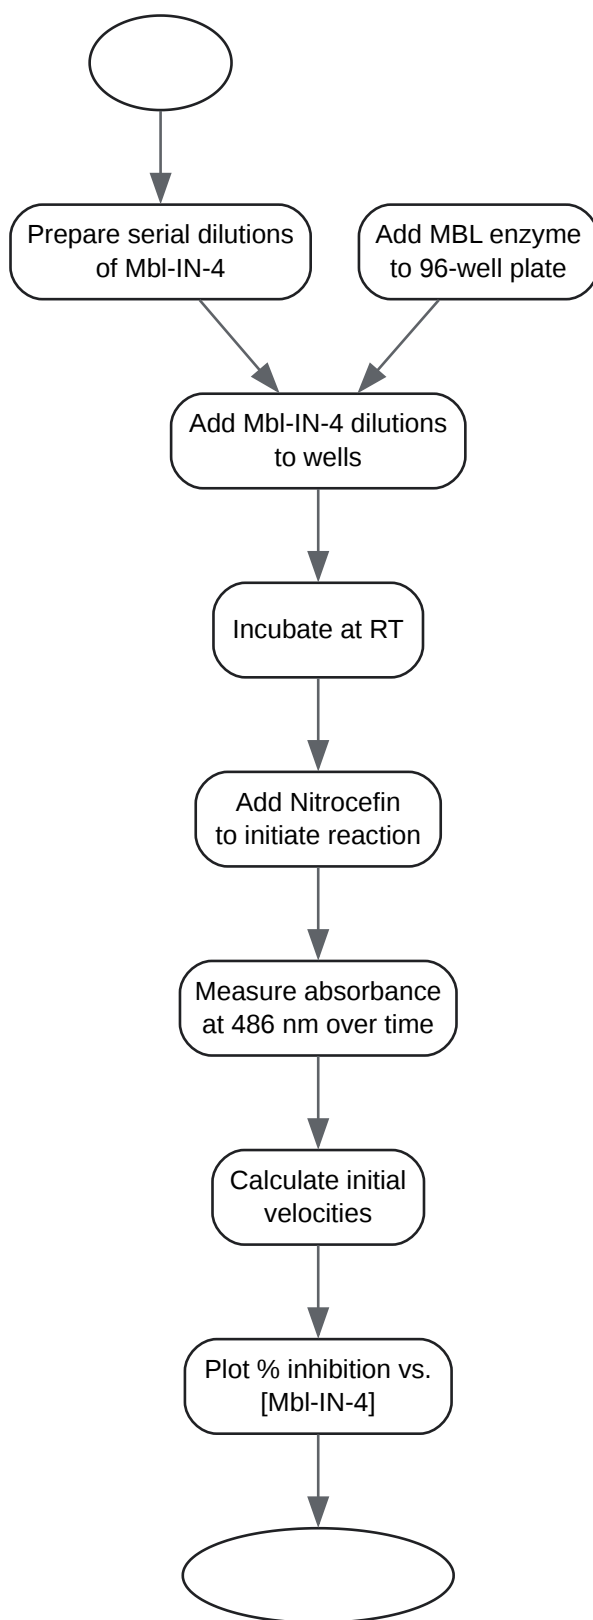 Prepare serial dilutions
of Mbl-IN-4
Add MBL enzyme
to 96-well plate
Add Mbl-IN-4 dilutions
to wells
Incubate at RT
Add Nitrocefin
to initiate reaction
Measure absorbance
at 486 nm over time
Calculate initial
velocities
Plot % inhibition vs.
[Mbl-IN-4]